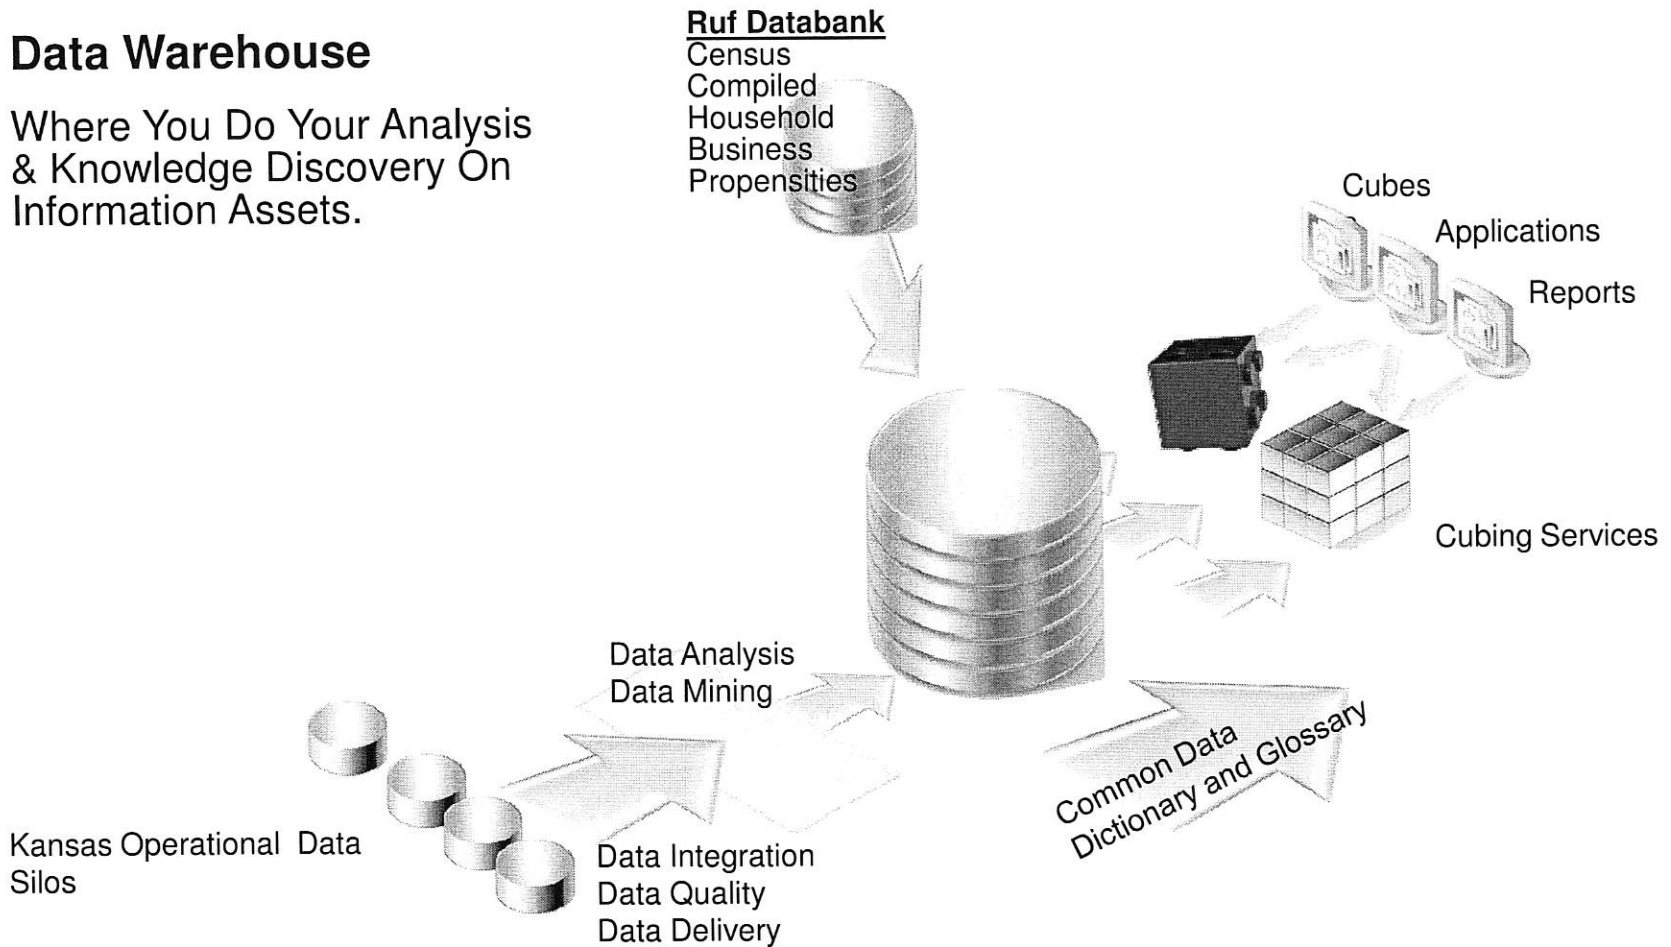 Data Warehouse
Where You Do Your Analysis
& Knowledge Discovery On
Information Assets.
Ruf Databank
Census
Compiled
Household
Business
Propensities
Cubes
Applications
Reports
Cubing Services
Data Analysis
Data Mining
Common Data
Dictionary and Glossary
Kansas Operational Data
Silos
Data Integration
Data Quality
Data Delivery